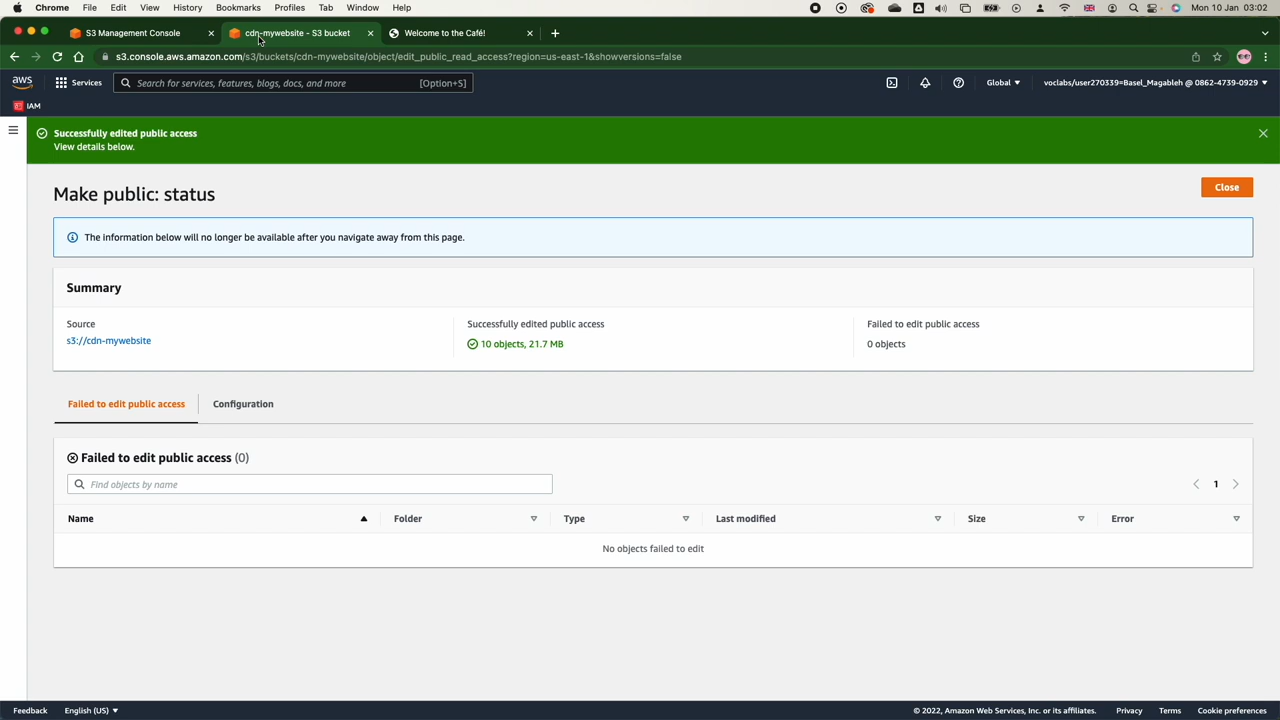 Chrome File Edit View History Bookmarks Profiles Tab Window Help Mon 10 Jan 03:02
S3 Management Console cdn-mywebsite - S3 bucket Welcome to the Café!
s3.console.aws.amazon.com/s3/buckets/cdn-mywebsite/object/edit_public_read_access?region=us-east-1&showversions=false
aws Services Search for services, features, blogs, docs, and more [Option+S] Global voclabs/user270339=Basel_Magableh @ 0862-4739-0929
IAM
Successfully edited public access
View details below.
Make public: status Close
The information below will no longer be available after you navigate away from this page.
Summary
Source Successfully edited public access Failed to edit public access
s3://cdn-mywebsite 10 objects, 21.7 MB 0 objects
Failed to edit public access Configuration
Failed to edit public access (0)
Find objects by name 1
Name Folder Type Last modified Size Error
No objects failed to edit
Feedback English (US) © 2022, Amazon Web Services, Inc. or its affiliates. Privacy Terms Cookie preferences